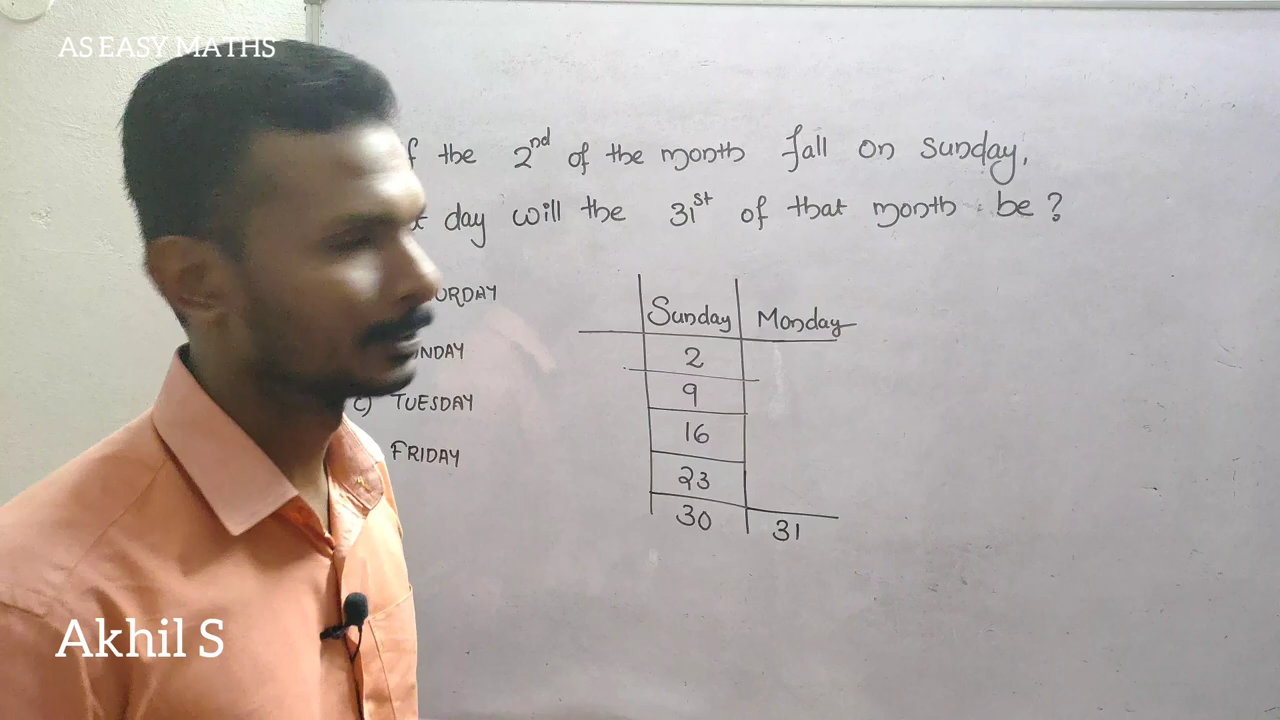 AS EASY MATHS
f the 2nd of the month fall on Sunday,
day will the 31st of that month be?
URDAY
NDAY
c) TUESDAY
FRIDAY
Sunday Monday
2
9
16
23
30 31
Akhil S